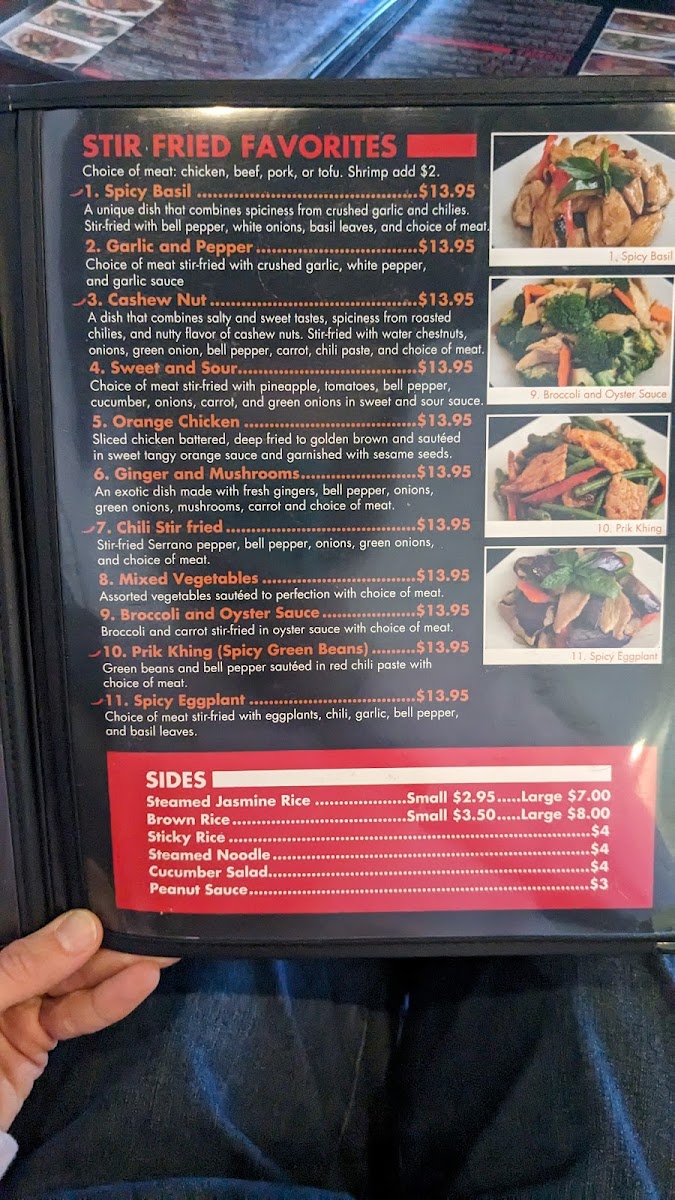 STIR FRIED FAVORITES
Choice of meat: chicken, beef, pork, or tofu. Shrimp add $2.
1. Spicy Basil ........................................$13.95
A unique dish that combines spiciness from crushed garlic and chilies.
Stir-fried with bell pepper, white onions, basil leaves, and choice of meat.
2. Garlic and Pepper .............................$13.95
Choice of meat stir-fried with crushed garlic, white pepper,
and garlic sauce
3. Cashew Nut ......................................$13.95
A dish that combines salty and sweet tastes, spiciness from roasted
chilies, and nutty flavor of cashew nuts. Stir-fried with water chestnuts,
onions, green onion, bell pepper, carrot, chili paste, and choice of meat.
4. Sweet and Sour.................................$13.95
Choice of meat stir-fried with pineapple, tomatoes, bell pepper,
cucumber, onions, carrot, and green onions in sweet and sour sauce.
5. Orange Chicken ................................$13.95
Sliced chicken battered, deep fried to golden brown and sautéed
in sweet tangy orange sauce and garnished with sesame seeds.
6. Ginger and Mushrooms.....................$13.95
An exotic dish made with fresh gingers, bell pepper, onions,
green onions, mushrooms, carrot and choice of meat.
7. Chili Stir fried ...................................$13.95
Stir-fried Serrano pepper, bell pepper, onions, green onions,
and choice of meat.
8. Mixed Vegetables .............................$13.95
Assorted vegetables sautéed to perfection with choice of meat.
9. Broccoli and Oyster Sauce .................$13.95
Broccoli and carrot stir-fried in oyster sauce with choice of meat.
10. Prik Khing (Spicy Green Beans) .........$13.95
Green beans and bell pepper sautéed in red chili paste with
choice of meat.
11. Spicy Eggplant ................................$13.95
Choice of meat stir-fried with eggplants, chili, garlic, bell pepper,
and basil leaves.
1, Spicy Basil
9. Broccoli and Oyster Sauce
10. Prik Khing
11. Spicy Eggplant
SIDES
Steamed Jasmine Rice ..................Small $2.95.....Large $7.00
Brown Rice..................................Small $3.50.....Large $8.00
Sticky Rice ......................................................................$4
Steamed Noodle..............................................................$4
Cucumber Salad...............................................................$4
Peanut Sauce...................................................................$3